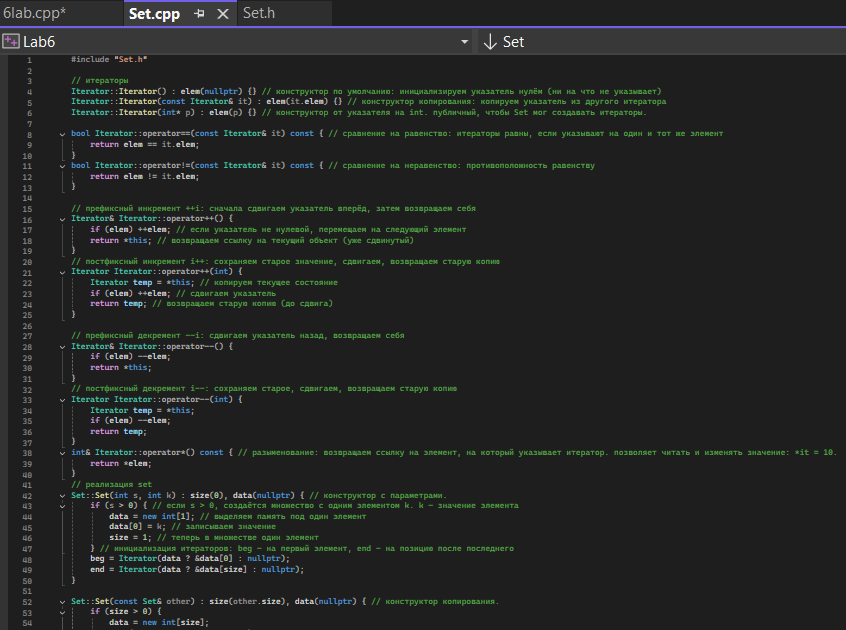 6lab.cpp*
Set.cpp
Set.h
Lab6
Set
1 #include "Set.h"
2
3 // итераторы
4 Iterator::Iterator() : elem(nullptr) {} // конструктор по умолчанию: инициализируем указатель нулём (ни на что не указывает)
5 Iterator::Iterator(const Iterator& it) : elem(it.elem) {} // конструктор копирования: копируем указатель из другого итератора
6 Iterator::Iterator(int* p) : elem(p) {} // конструктор от указателя на int. публичный, чтобы Set мог создавать итераторы.
7
8 bool Iterator::operator==(const Iterator& it) const { // сравнение на равенство: итераторы равны, если указывают на один и тот же элемент
9 return elem == it.elem;
10 }
11 bool Iterator::operator!=(const Iterator& it) const { // сравнение на неравенство: противоположность равенству
12 return elem != it.elem;
13 }
14
15 // префиксный инкремент ++i: сначала сдвигаем указатель вперёд, затем возвращаем себя
16 Iterator& Iterator::operator++() {
17 if (elem) ++elem; // если указатель не нулевой, перемещаем на следующий элемент
18 return *this; // возвращаем ссылку на текущий объект (уже сдвинутый)
19 }
20 // постфиксный инкремент i++: сохраняем старое значение, сдвигаем, возвращаем старую копию
21 Iterator Iterator::operator++(int) {
22 Iterator temp = *this; // копируем текущее состояние
23 if (elem) ++elem; // сдвигаем указатель
24 return temp; // возвращаем старую копию (до сдвига)
25 }
26
27 // префиксный декремент --i: сдвигаем указатель назад, возвращаем себя
28 Iterator& Iterator::operator--() {
29 if (elem) --elem;
30 return *this;
31 }
32 // постфиксный декремент i--: сохраняем старое, сдвигаем, возвращаем старую копию
33 Iterator Iterator::operator--(int) {
34 Iterator temp = *this;
35 if (elem) --elem;
36 return temp;
37 }
38 int& Iterator::operator*() const { // разыменование: возвращаем ссылку на элемент, на который указывает итератор. позволяет читать и изменять значение: *it = 10.
39 return *elem;
40 }
41 // реализация set
42 Set::Set(int s, int k) : size(0), data(nullptr) { // конструктор с параметрами.
43 if (s > 0) { // если s > 0, создаётся множество с одним элементом k. k – значение элемента
44 data = new int[1]; // выделяем память под один элемент
45 data[0] = k; // записываем значение
46 size = 1; // теперь в множестве один элемент
47 } // инициализация итераторов: beg – на первый элемент, end – на позицию после последнего
48 beg = Iterator(data ? &data[0] : nullptr);
49 end = Iterator(data ? &data[size] : nullptr);
50 }
51
52 Set::Set(const Set& other) : size(other.size), data(nullptr) { // конструктор копирования.
53 if (size > 0) {
54 data = new int[size];